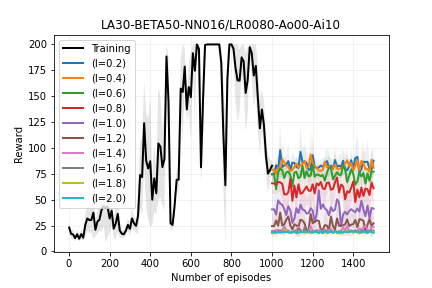 LA30-BETA50-NN016/LR0080-Ao00-Ai10
Reward
200
175
150
125
100
75
50
25
0
Training
(l=0.2)
(l=0.4)
(l=0.6)
(l=0.8)
(l=1.0)
(l=1.2)
(l=1.4)
(l=1.6)
(l=1.8)
(l=2.0)
0 200 400 600 800 1000 1200 1400
Number of episodes